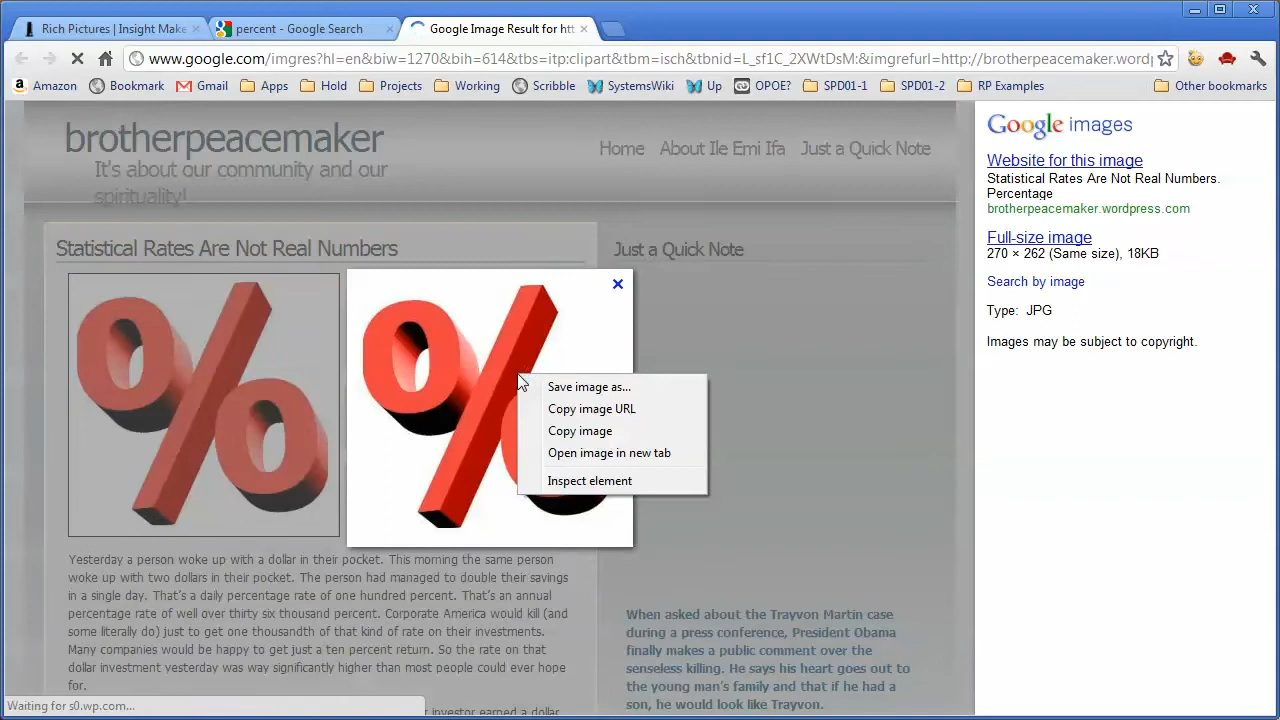 Rich Pictures | Insight Make
percent - Google Search
Google Image Result for htt
www.google.com/imgres?hl=en&biw=1270&bih=614&tbs=itp:clipart&tbm=isch&tbnid=L_sf1C_2XWtDsM:&imgrefurl=http://brotherpeacemaker.wordp
Amazon
Bookmark
Gmail
Apps
Hold
Projects
Working
Scribble
SystemsWiki
Up
OPOE?
SPD01-1
SPD01-2
RP Examples
Other bookmarks
brotherpeacemaker
It's about our community and our
spirituality!
Home
About Ile Emi Ifa
Just a Quick Note
Statistical Rates Are Not Real Numbers
%
%
Save image as...
Copy image URL
Copy image
Open image in new tab
Inspect element
Yesterday a person woke up with a dollar in their pocket. This morning the same person
woke up with two dollars in their pocket. The person had managed to double their savings
in a single day. That's a daily percentage rate of one hundred percent. That's an annual
percentage rate of well over thirty six thousand percent. Corporate America would kill (and
some literally do) just to get one thousandth of that kind of rate on their investments.
Many companies would be happy to get just a ten percent return. So the rate on that
dollar investment yesterday was way significantly higher than most people could ever hope
for.
investor earned a dollar
Just a Quick Note
When asked about the Trayvon Martin case
during a press conference, President Obama
finally makes a public comment over the
senseless killing. He says his heart goes out to
the young man's family and that if he had a
son, he would look like Trayvon.
Google images
Website for this image
Statistical Rates Are Not Real Numbers.
Percentage
brotherpeacemaker.wordpress.com
Full-size image
270 × 262 (Same size), 18KB
Search by image
Type: JPG
Images may be subject to copyright.
Waiting for s0.wp.com...